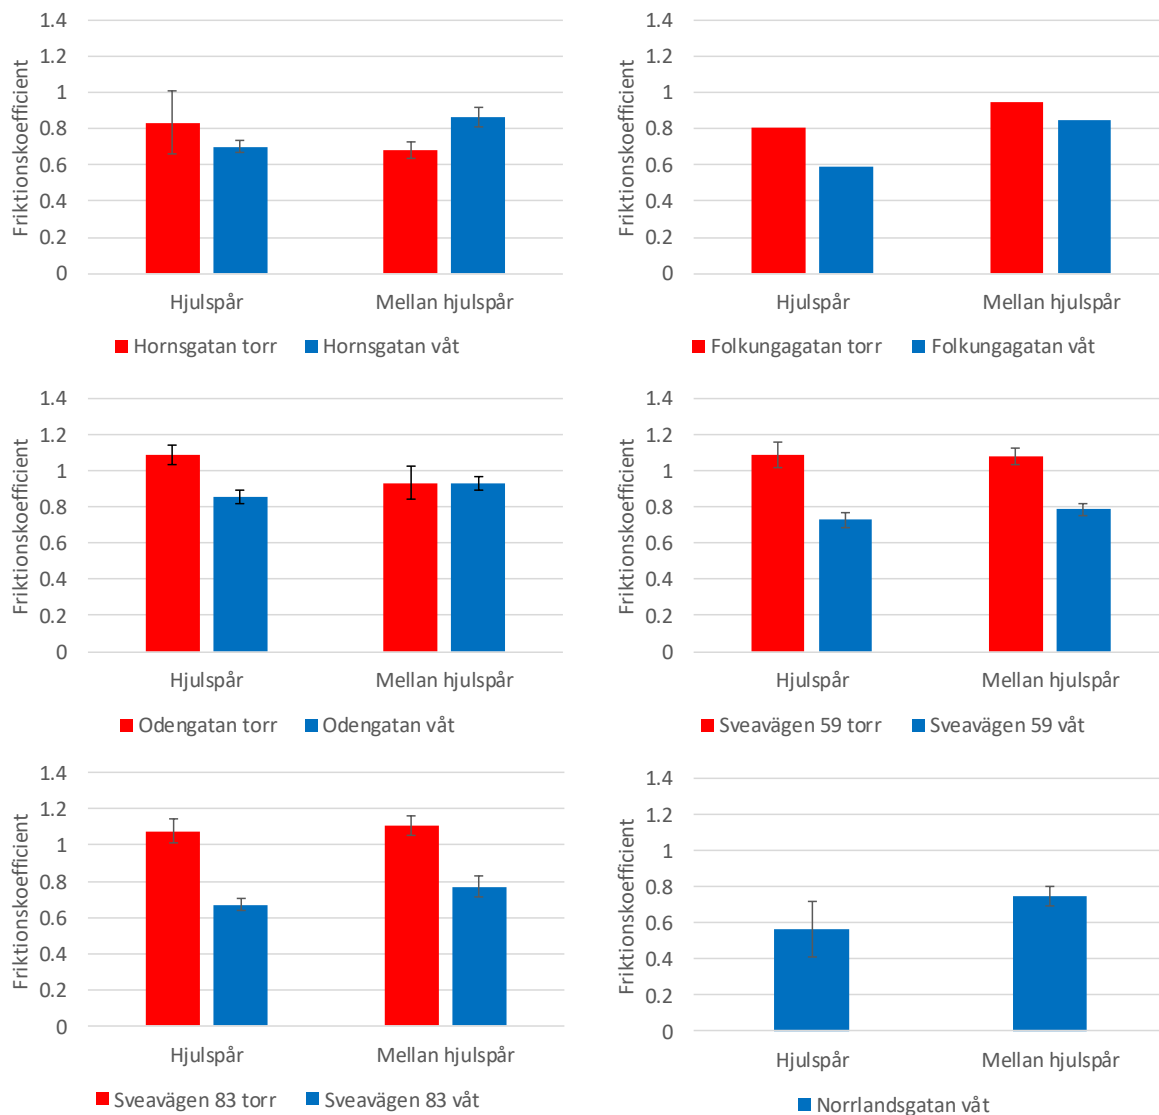 Friktionskoefficient
1.4
1.2
1
0.8
0.6
0.4
0.2
0
Hjulspår Mellan hjulspår
Hornsgatan torr Hornsgatan våt
Friktionskoefficient
1.4
1.2
1
0.8
0.6
0.4
0.2
0
Hjulspår Mellan hjulspår
Folkungagatan torr Folkungagatan våt
Friktionskoefficient
1.4
1.2
1
0.8
0.6
0.4
0.2
0
Hjulspår Mellan hjulspår
Odengatan torr Odengatan våt
Friktionskoefficient
1.4
1.2
1
0.8
0.6
0.4
0.2
0
Hjulspår Mellan hjulspår
Sveavägen 59 torr Sveavägen 59 våt
Friktionskoefficient
1.4
1.2
1
0.8
0.6
0.4
0.2
0
Hjulspår Mellan hjulspår
Sveavägen 83 torr Sveavägen 83 våt
Friktionskoefficient
1.4
1.2
1
0.8
0.6
0.4
0.2
0
Hjulspår Mellan hjulspår
Norrlandsgatan våt